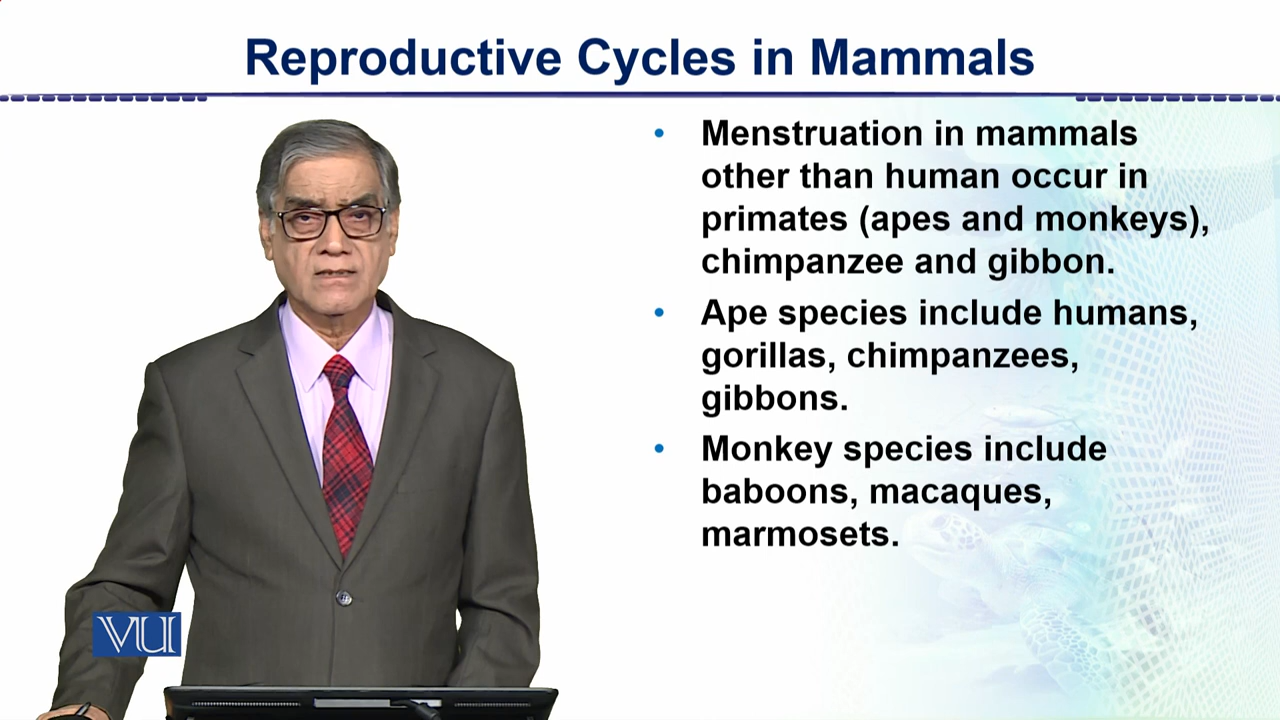 Reproductive Cycles in Mammals
• Menstruation in mammals
other than human occur in
primates (apes and monkeys),
chimpanzee and gibbon.
• Ape species include humans,
gorillas, chimpanzees,
gibbons.
• Monkey species include
baboons, macaques,
marmosets.
VU